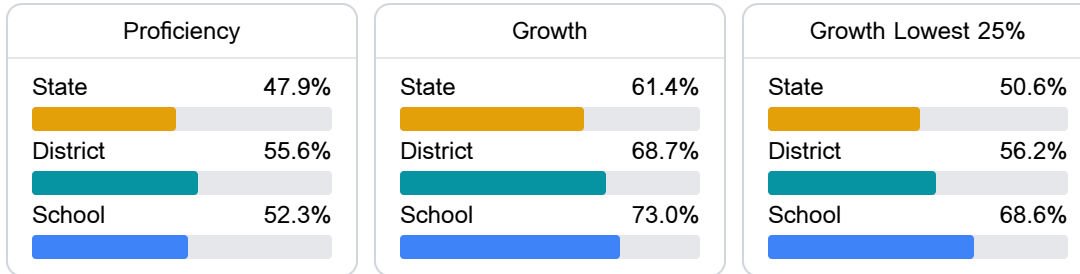 Proficiency
State 47.9%
District 55.6%
School 52.3%
Growth
State 61.4%
District 68.7%
School 73.0%
Growth Lowest 25%
State 50.6%
District 56.2%
School 68.6%